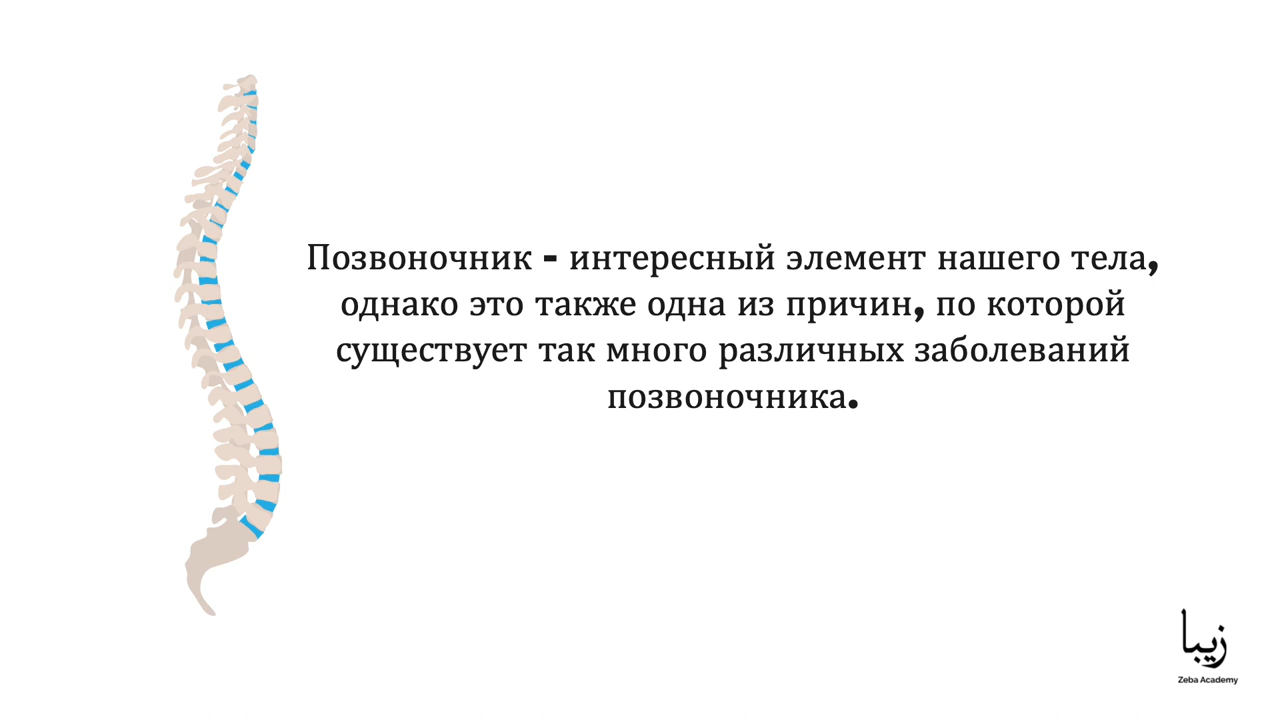 Позвоночник - интересный элемент нашего тела,
однако это также одна из причин, по которой
существует так много различных заболеваний
позвоночника.
زيبا
Zeba Academy